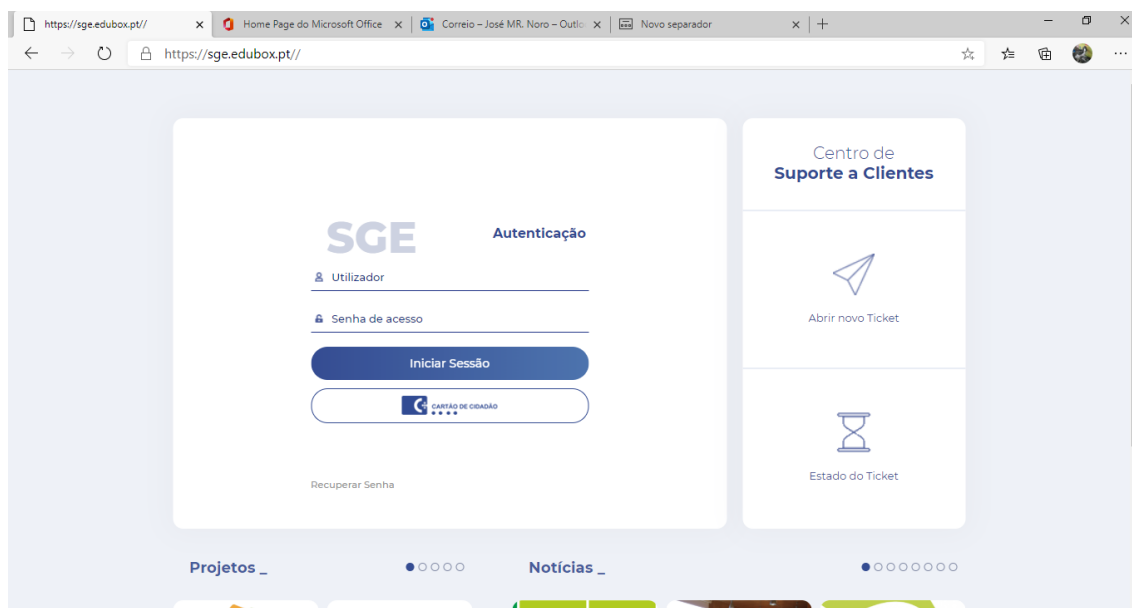 https://sge.edubox.pt//
Home Page do Microsoft Office
Correio – José MR. Noro – Outlo
Novo separador
https://sge.edubox.pt//
SGE
Autenticação
Utilizador
Senha de acesso
Iniciar Sessão
CARTÃO DE CIDADÃO
Recuperar Senha
Centro de
Suporte a Clientes
Abrir novo Ticket
Estado do Ticket
Projetos _
Notícias _